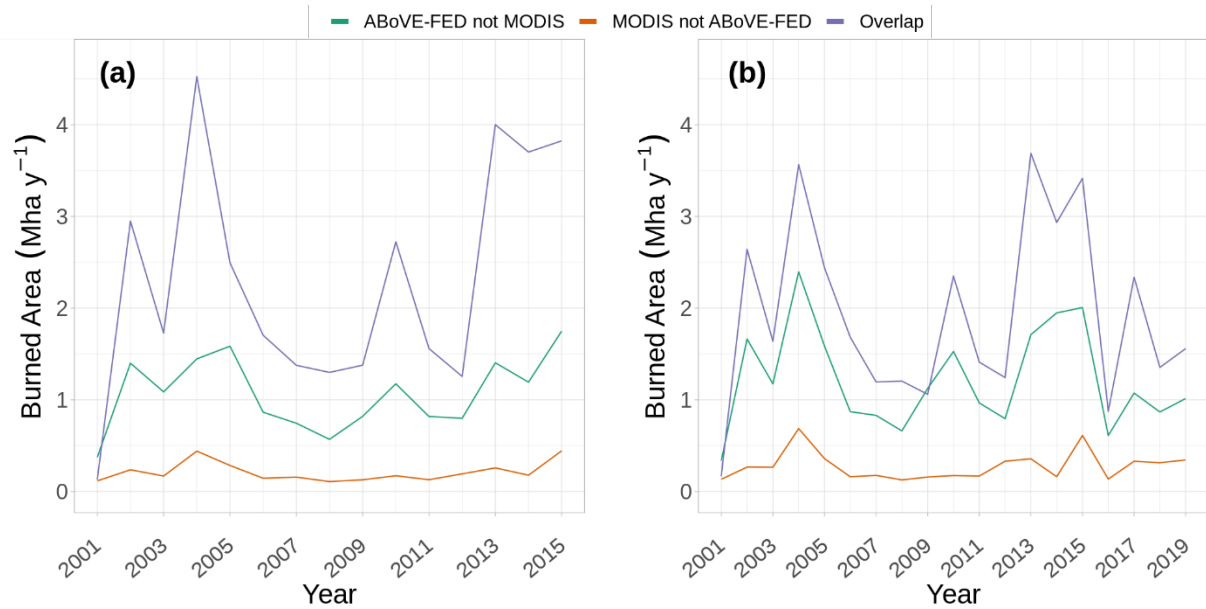 ABoVE-FED not MODIS MODIS not ABoVE-FED Overlap
(a)
Burned Area (Mha y⁻¹)
4
3
2
1
0
2001 2003 2005 2007 2009 2011 2013 2015
Year
(b)
Burned Area (Mha y⁻¹)
4
3
2
1
0
2001 2003 2005 2007 2009 2011 2013 2015 2017 2019
Year